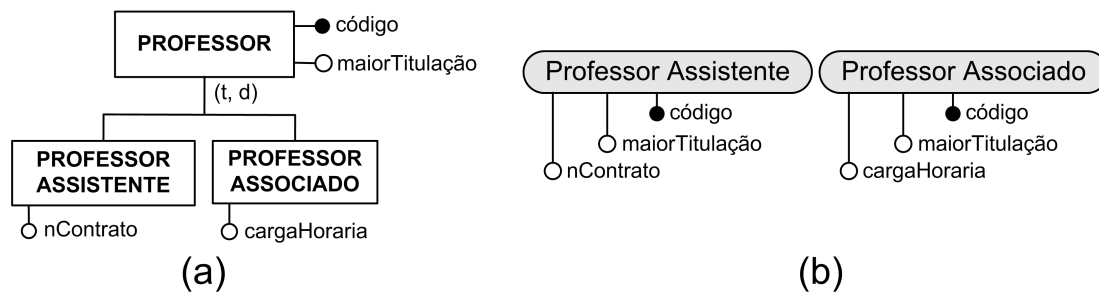 PROFESSOR
código
maiorTitulação
(t, d)
PROFESSOR
ASSISTENTE
PROFESSOR
ASSOCIADO
nContrato
cargaHoraria
(a)
Professor Assistente
código
maiorTitulação
nContrato
Professor Associado
código
maiorTitulação
cargaHoraria
(b)